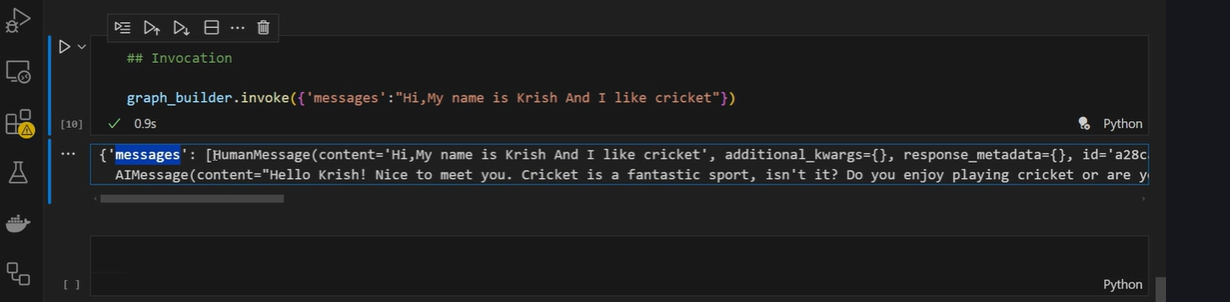 ## Invocation
graph_builder.invoke({'messages':"Hi,My name is Krish And I like cricket"})
[10]
0.9s
Python
{'messages': [HumanMessage(content='Hi,My name is Krish And I like cricket', additional_kwargs={}, response_metadata={}, id='a28c
AIMessage(content="Hello Krish! Nice to meet you. Cricket is a fantastic sport, isn't it? Do you enjoy playing cricket or are y
[ ]
Python